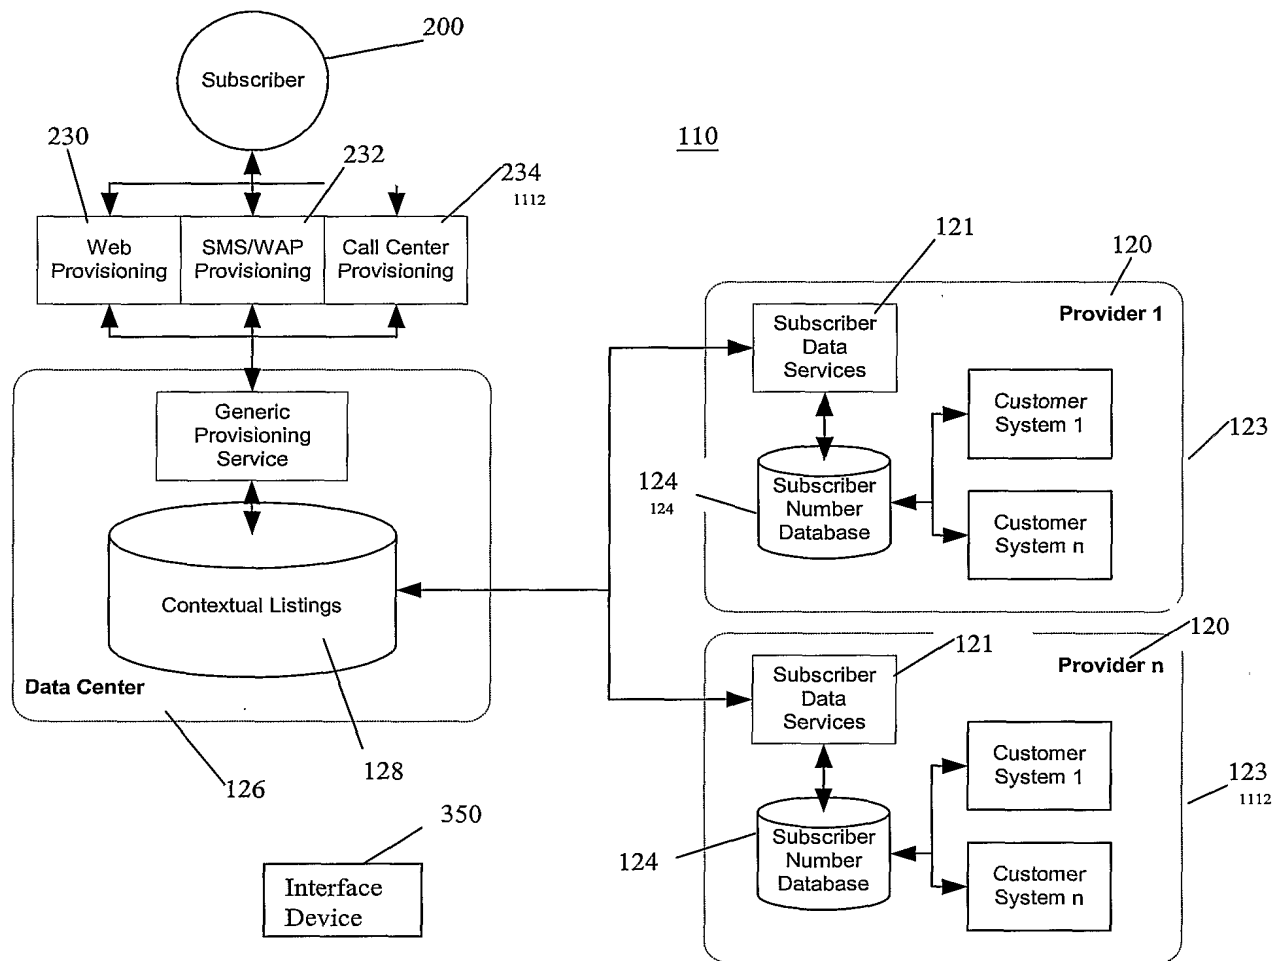 200
Subscriber
110
230
232
234
1112
Web
Provisioning
SMS/WAP
Provisioning
Call Center
Provisioning
121
120
Provider 1
Subscriber
Data
Services
Customer
System 1
123
Generic
Provisioning
Service
124
124
Subscriber
Number
Database
Customer
System n
Contextual Listings
Data Center
126
128
121
120
Provider n
Subscriber
Data
Services
Customer
System 1
123
1112
124
Subscriber
Number
Database
Customer
System n
350
Interface
Device